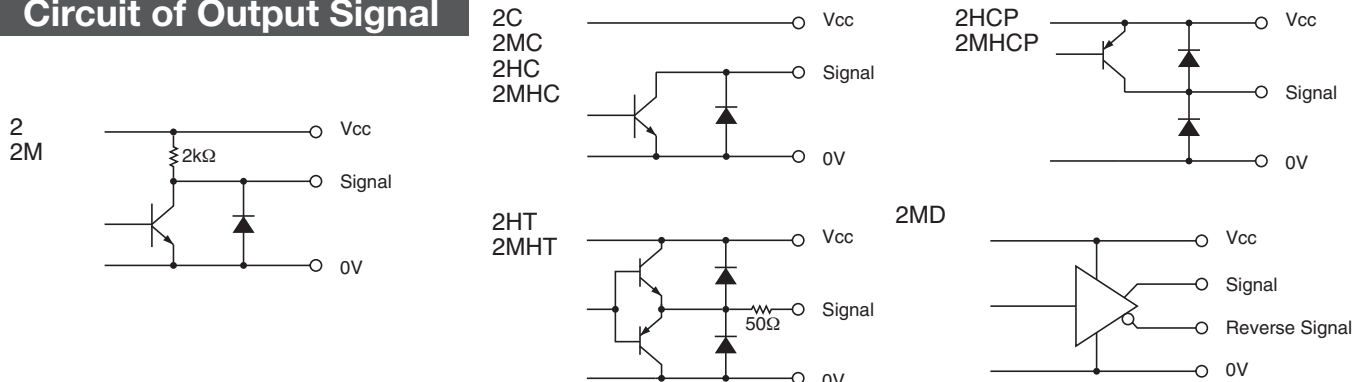 Circuit of Output Signal
2
2M
Vcc
2kΩ
Signal
0V
2C
2MC
2HC
2MHC
Vcc
Signal
0V
2HCP
2MHCP
Vcc
Signal
0V
2HT
2MHT
Vcc
Signal
50Ω
0V
2MD
Vcc
Signal
Reverse Signal
0V